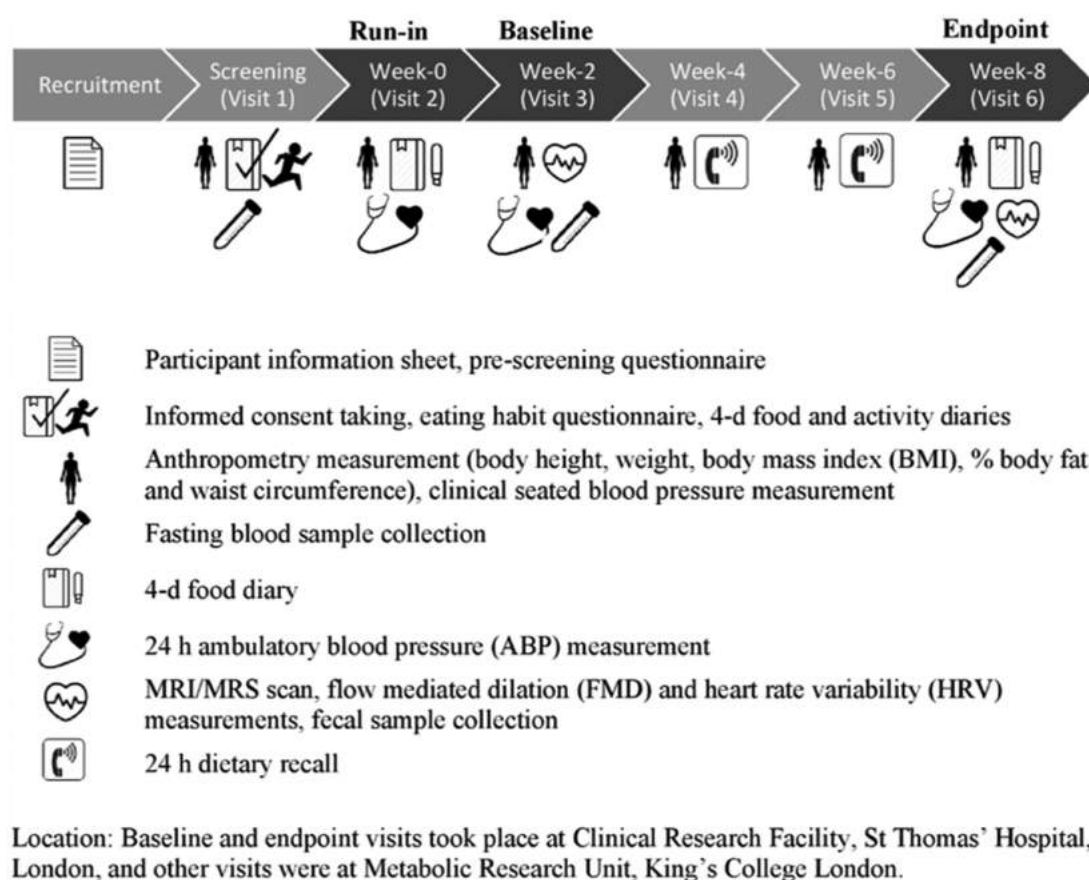 Run-in Baseline Endpoint
Recruitment Screening (Visit 1) Week-0 (Visit 2) Week-2 (Visit 3) Week-4 (Visit 4) Week-6 (Visit 5) Week-8 (Visit 6)
Participant information sheet, pre-screening questionnaire
Informed consent taking, eating habit questionnaire, 4-d food and activity diaries
Anthropometry measurement (body height, weight, body mass index (BMI), % body fat
and waist circumference), clinical seated blood pressure measurement
Fasting blood sample collection
4-d food diary
24 h ambulatory blood pressure (ABP) measurement
MRI/MRS scan, flow mediated dilation (FMD) and heart rate variability (HRV)
measurements, fecal sample collection
24 h dietary recall
Location: Baseline and endpoint visits took place at Clinical Research Facility, St Thomas’ Hospital,
London, and other visits were at Metabolic Research Unit, King’s College London.